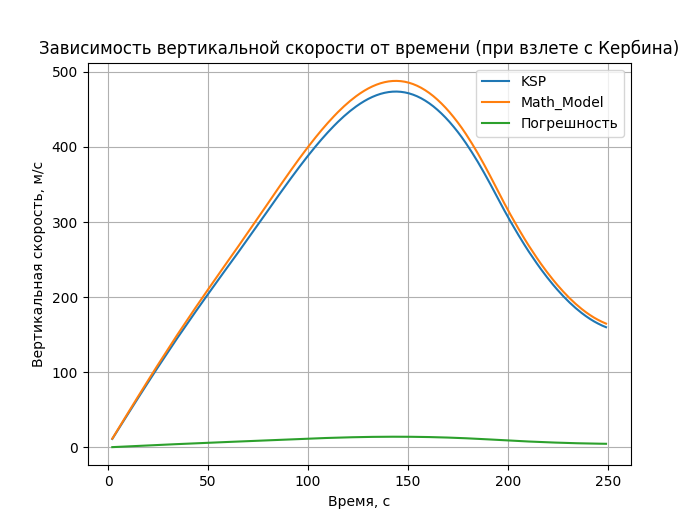 Зависимость вертикальной скорости от времени (при взлете с Кербина)
KSP
Math_Model
Погрешность
Вертикальная скорость, м/с
500
400
300
200
100
0
0
50
100
150
200
250
Время, с